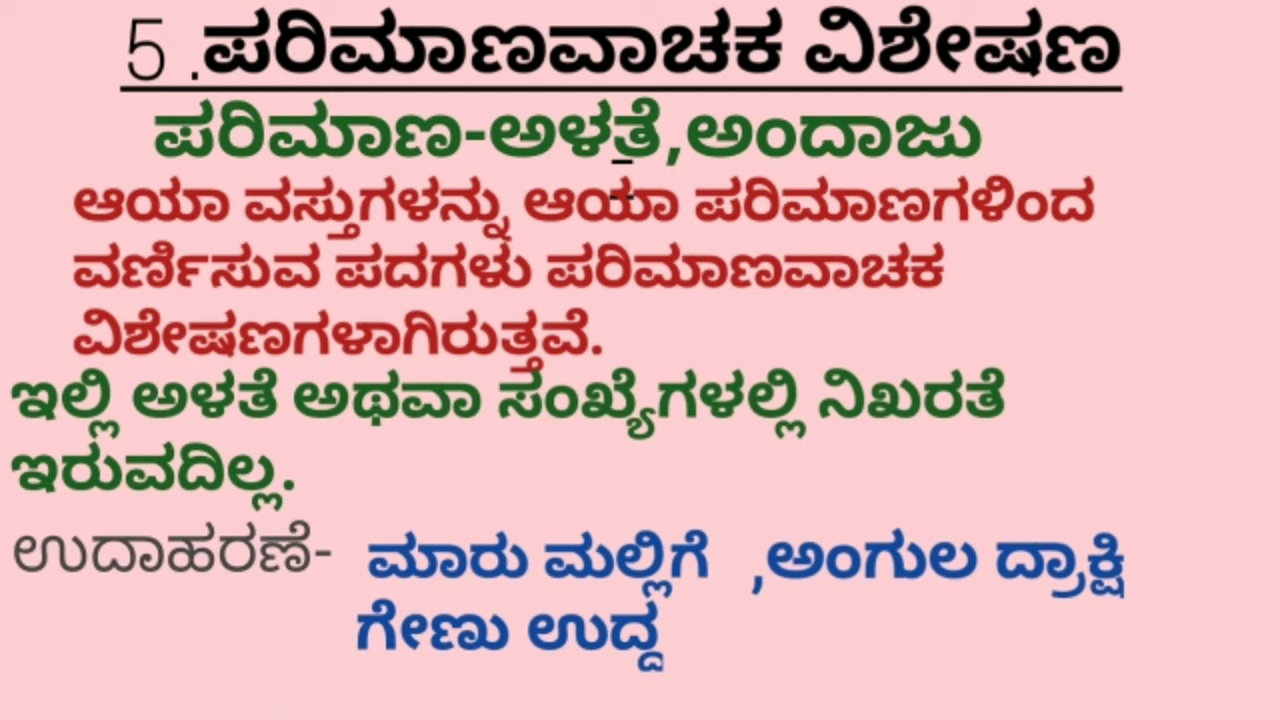 5 .ಪರಿಮಾಣವಾಚಕ ವಿಶೇಷಣ
ಪರಿಮಾಣ-ಅಳತೆ,ಅಂದಾಜು
ಆಯಾ ವಸ್ತುಗಳನ್ನು ಆಯಾ ಪರಿಮಾಣಗಳಿಂದ
ವರ್ಣಿಸುವ ಪದಗಳು ಪರಿಮಾಣವಾಚಕ
ವಿಶೇಷಣಗಳಾಗಿರುತ್ತವೆ.
ಇಲ್ಲಿ ಅಳತೆ ಅಥವಾ ಸಂಖ್ಯೆಗಳಲ್ಲಿ ನಿಖರತೆ
ಇರುವದಿಲ್ಲ.
ಉದಾಹರಣೆ- ಮಾರು ಮಲ್ಲಿಗೆ ,ಅಂಗುಲ ದ್ರಾಕ್ಷಿ
ಗೇಣು ಉದ್ದ